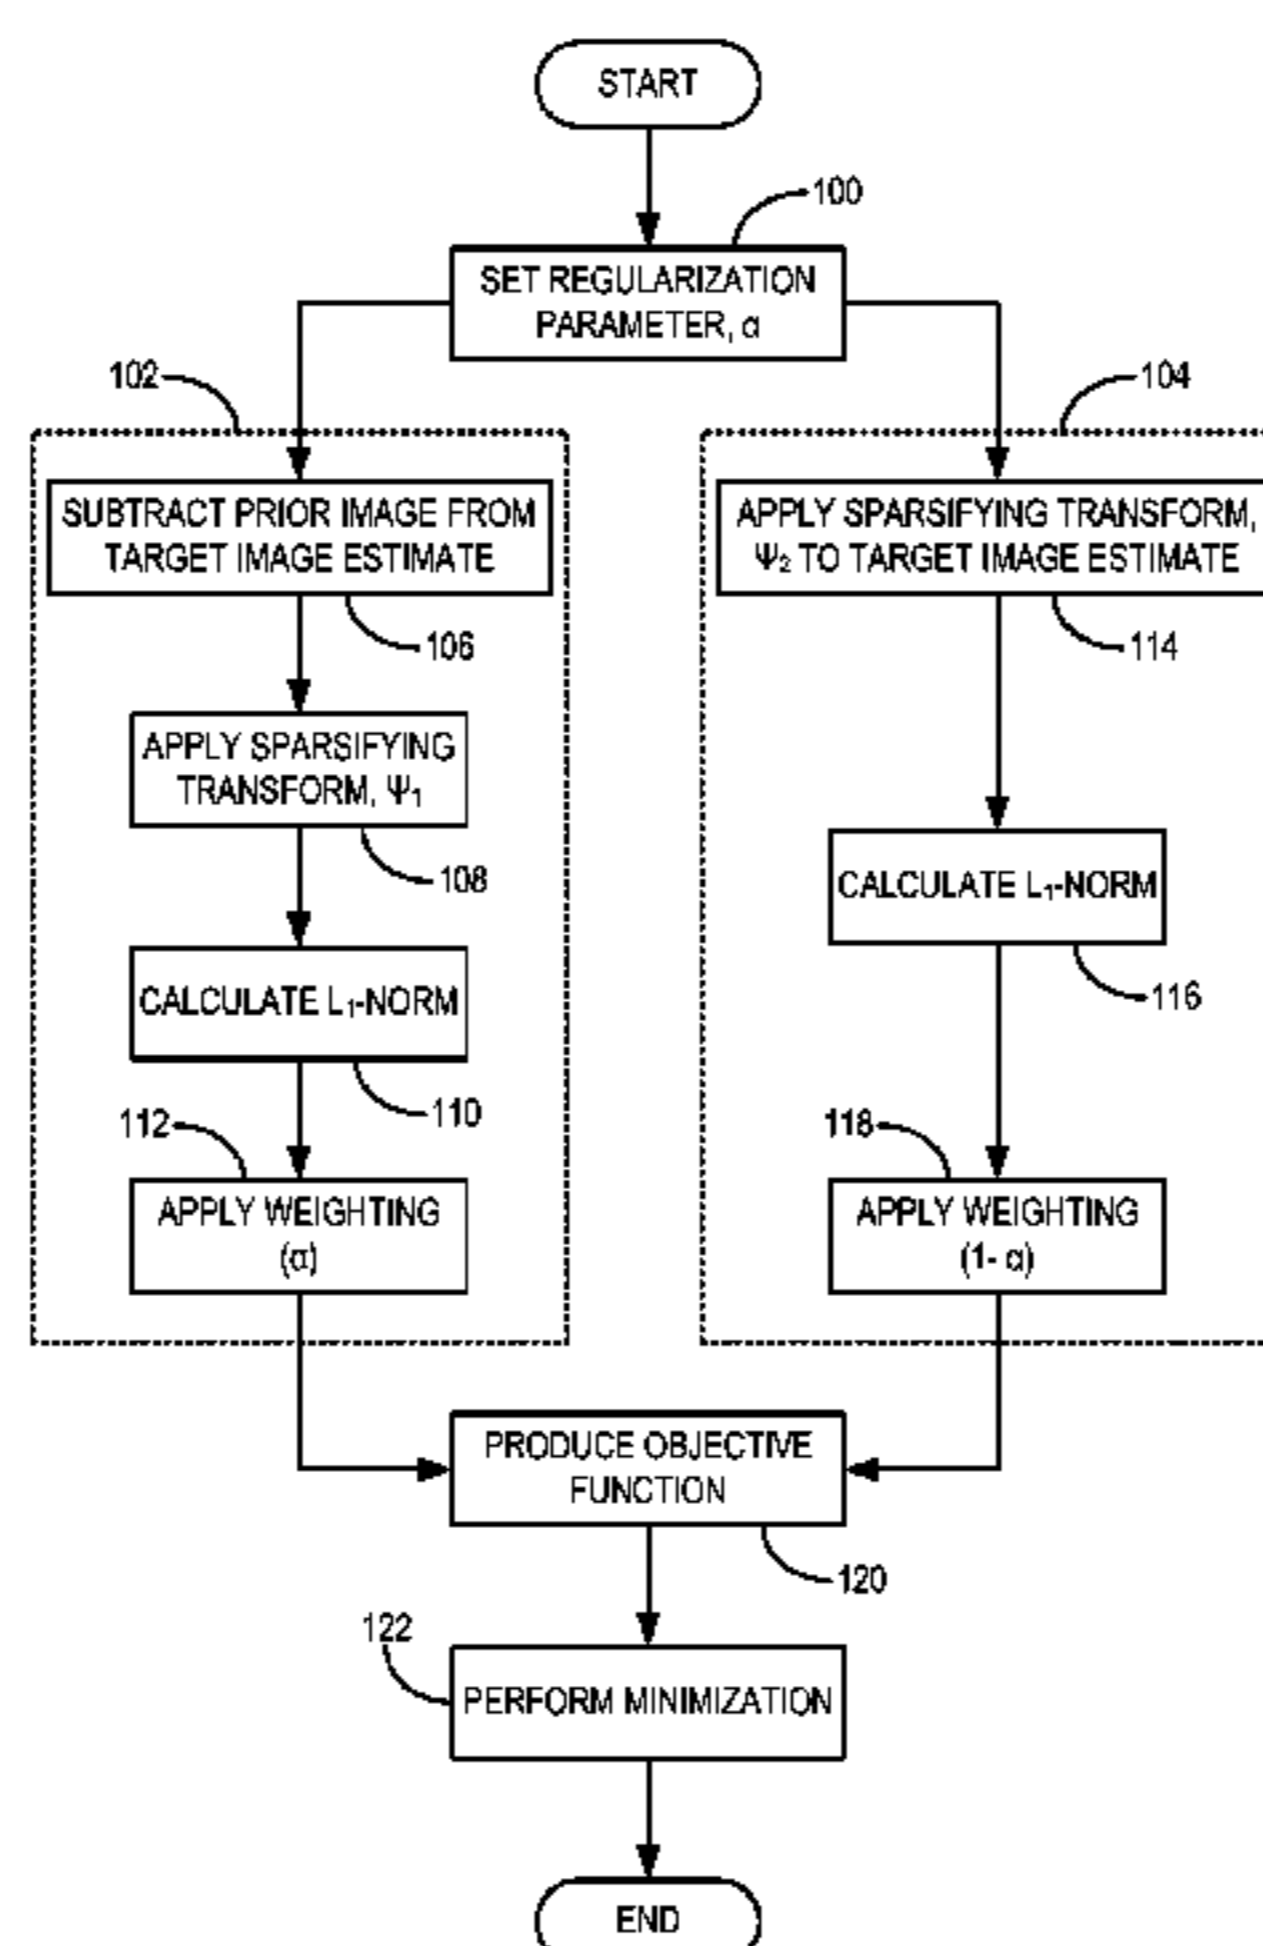 START
100
SET REGULARIZATION
PARAMETER, α
102
104
SUBTRACT PRIOR IMAGE FROM
TARGET IMAGE ESTIMATE
106
APPLY SPARSIFYING
TRANSFORM, Ψ₁
108
CALCULATE L₁-NORM
110
112
APPLY WEIGHTING
(α)
APPLY SPARSIFYING TRANSFORM,
Ψ₂ TO TARGET IMAGE ESTIMATE
114
CALCULATE L₁-NORM
116
118
APPLY WEIGHTING
(1- α)
PRODUCE OBJECTIVE
FUNCTION
120
122
PERFORM MINIMIZATION
END